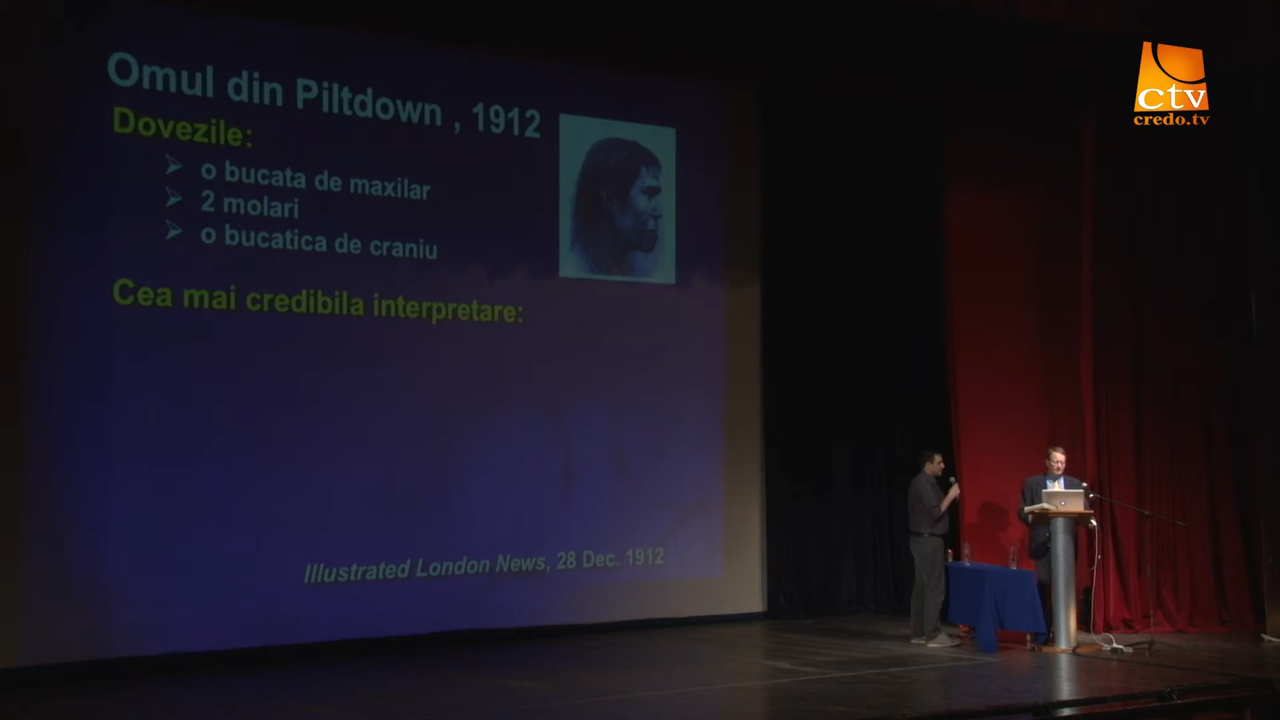 Omul din Piltdown , 1912
Dovezile:
➢ o bucata de maxilar
➢ 2 molari
➢ o bucatica de craniu
Cea mai credibila interpretare:
Illustrated London News, 28 Dec. 1912
ctv
credo.tv